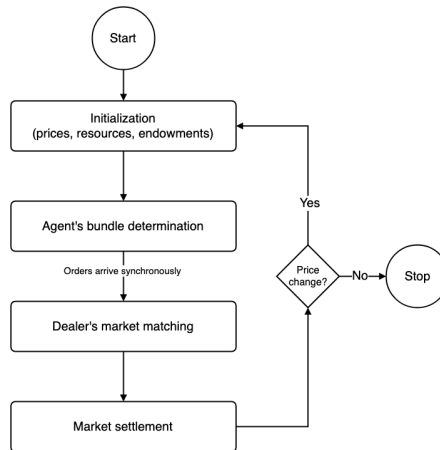 Start
Initialization
(prices, resources, endowments)
Agent's bundle determination
Orders arrive synchronously
Dealer's market matching
Market settlement
Price
change?
Yes
No
Stop